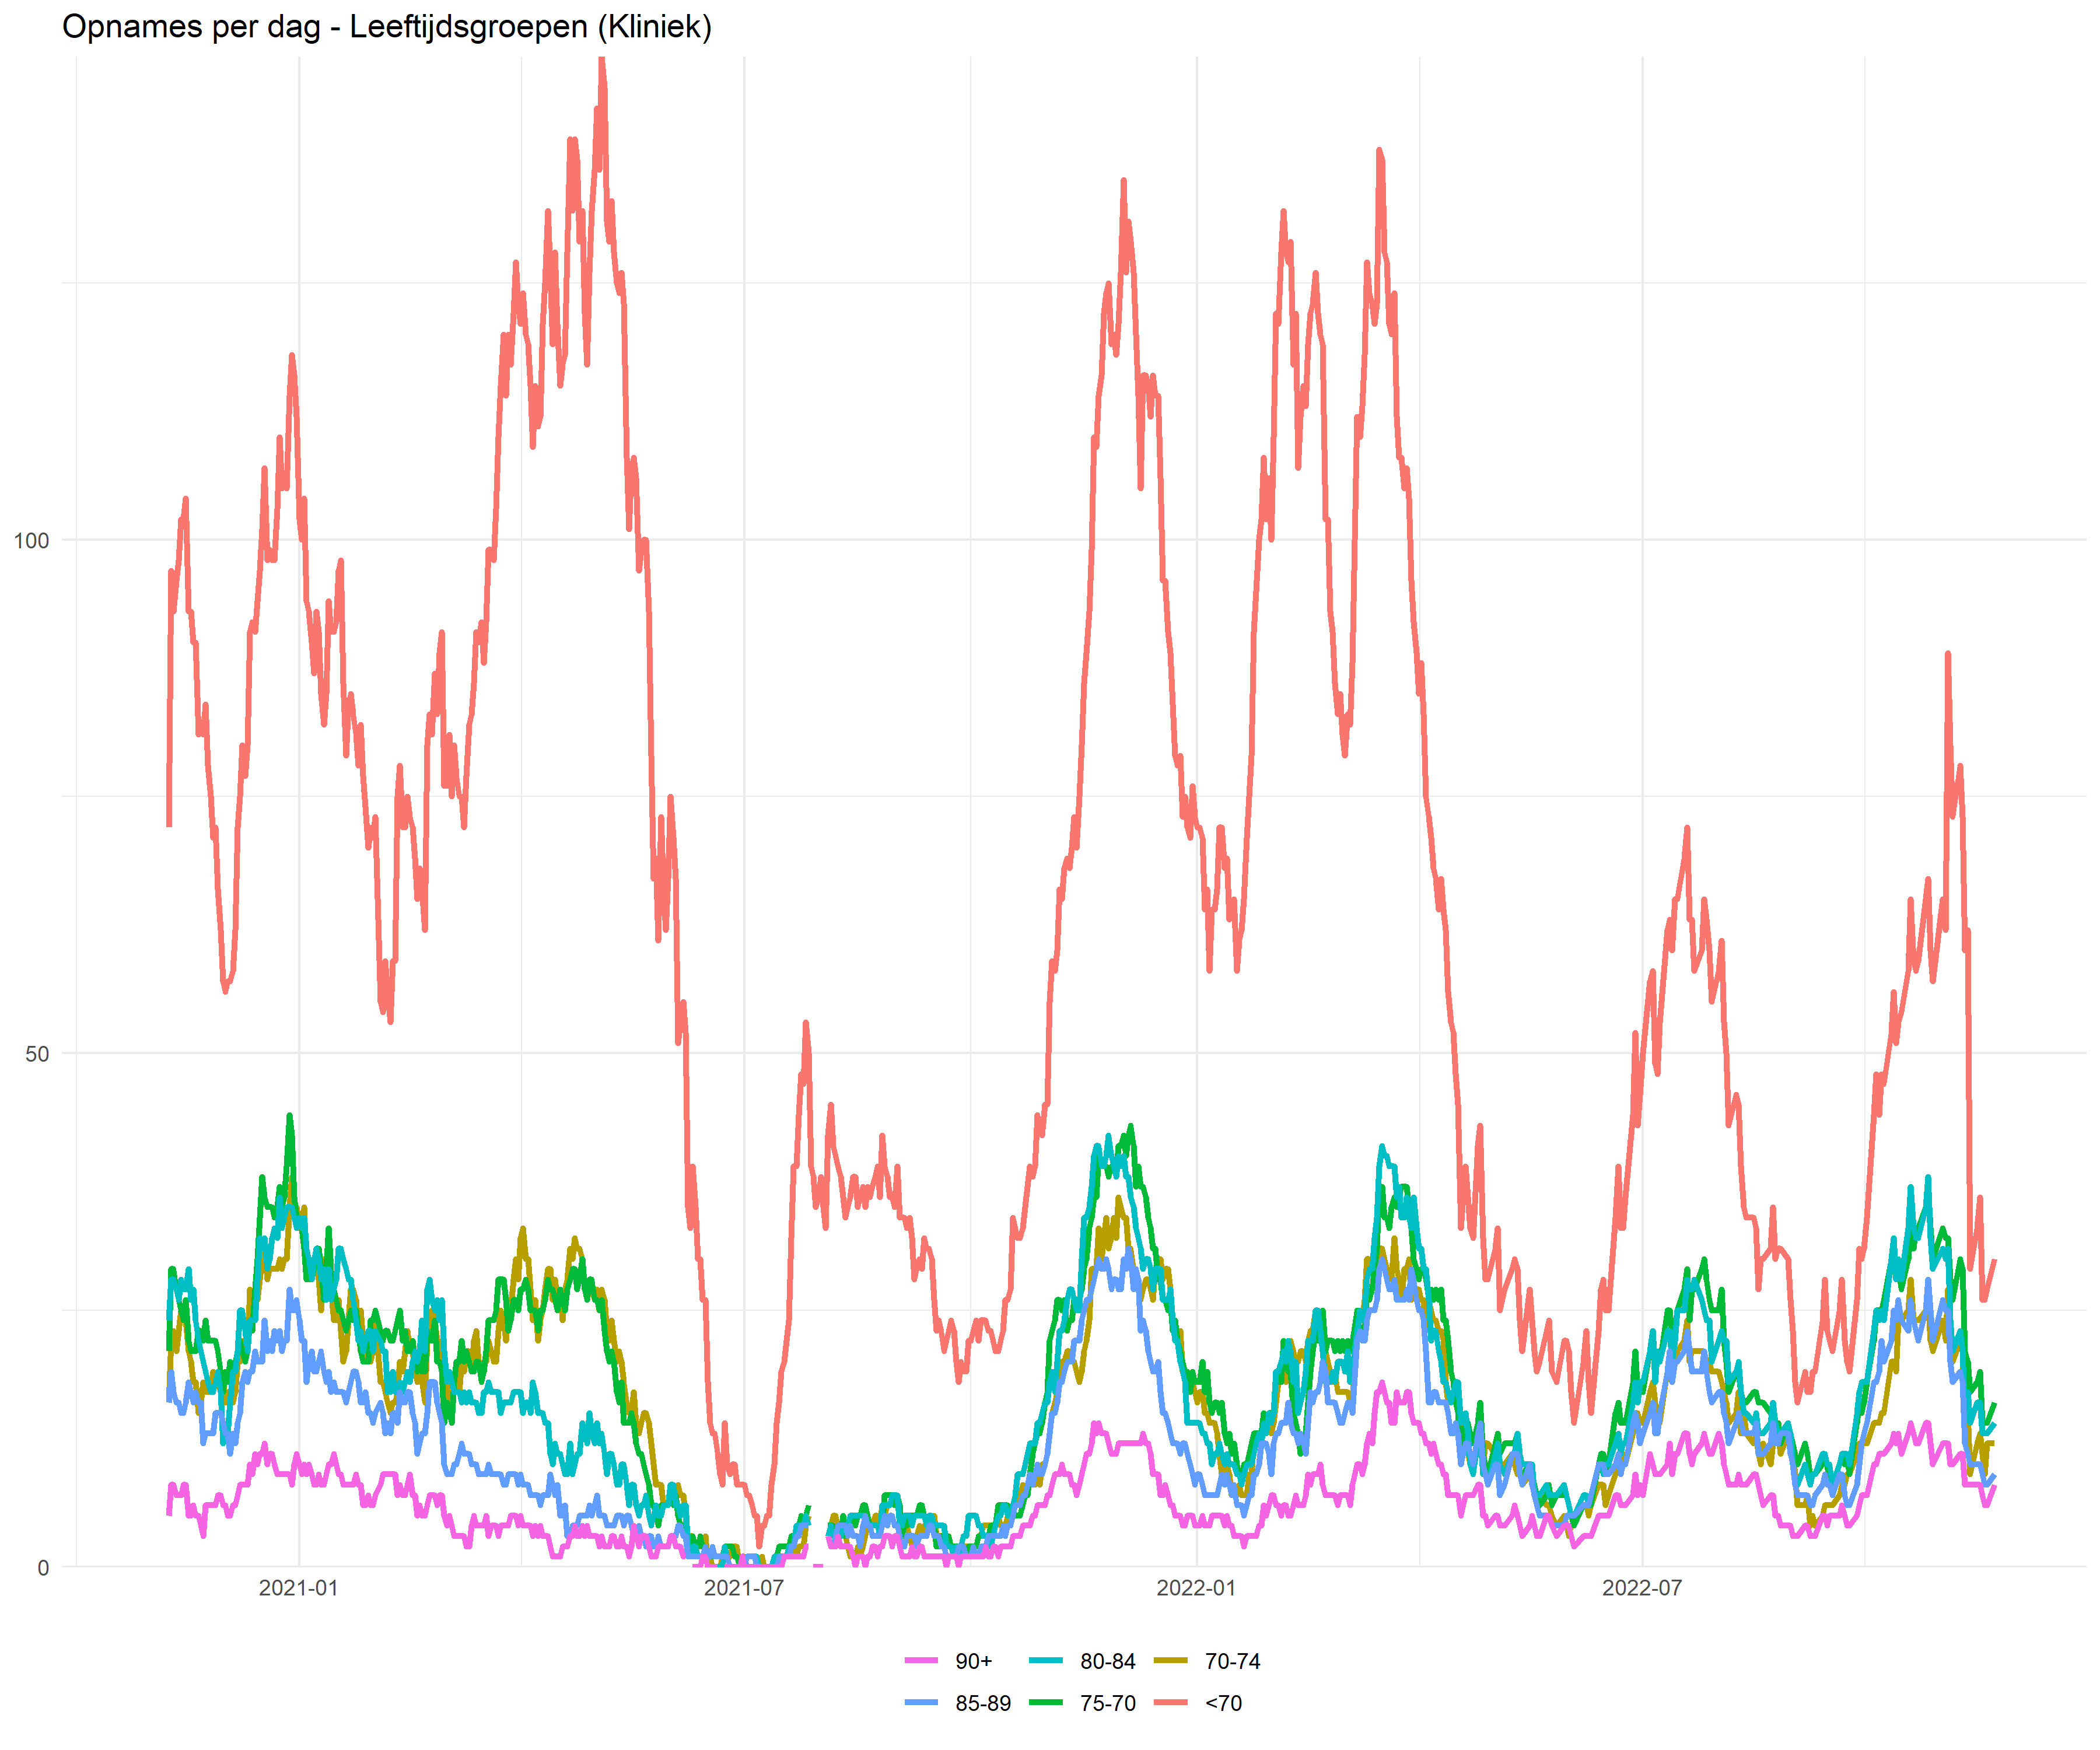 Opnames per dag - Leeftijdsgroepen (Kliniek)
100
50
0
2021-01 2021-07 2022-01 2022-07
90+ 80-84 70-74
85-89 75-70 <70